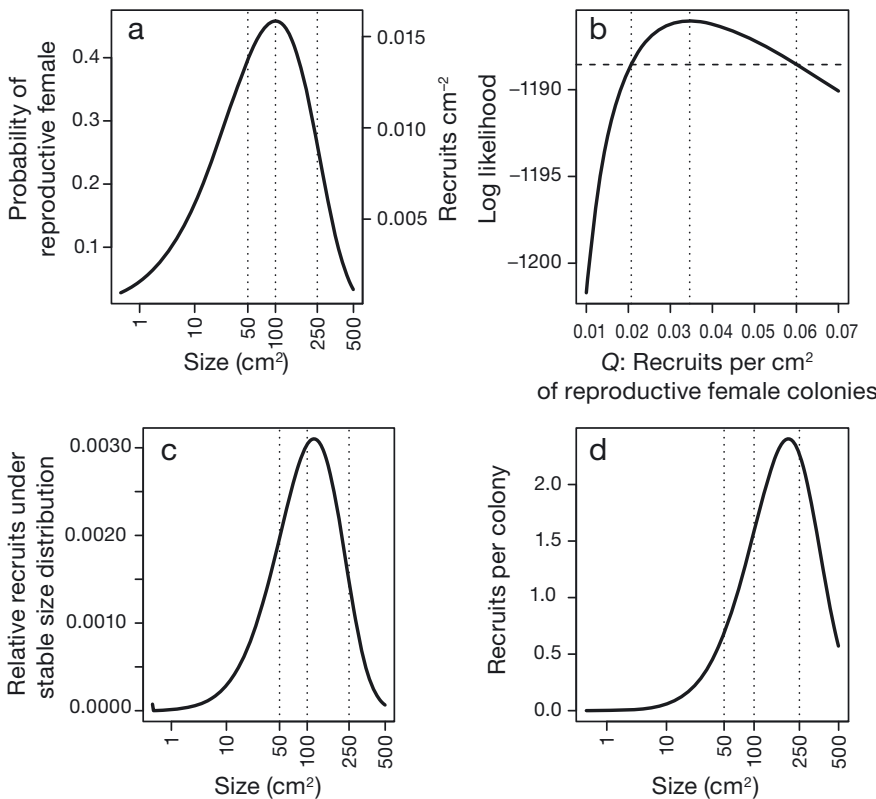 a
Probability of
reproductive female
0.4
0.3
0.2
0.1
0.015
0.010
0.005
Recruits cm⁻²
1
10
50
100
250
500
Size (cm²)
b
Log likelihood
−1190
−1195
−1200
0.01 0.02 0.03 0.04 0.05 0.06 0.07
Q: Recruits per cm²
of reproductive female colonies
c
Relative recruits under
stable size distribution
0.0030
0.0020
0.0010
0.0000
1
10
50
100
250
500
Size (cm²)
d
Recruits per colony
2.0
1.5
1.0
0.5
0.0
1
10
50
100
250
500
Size (cm²)